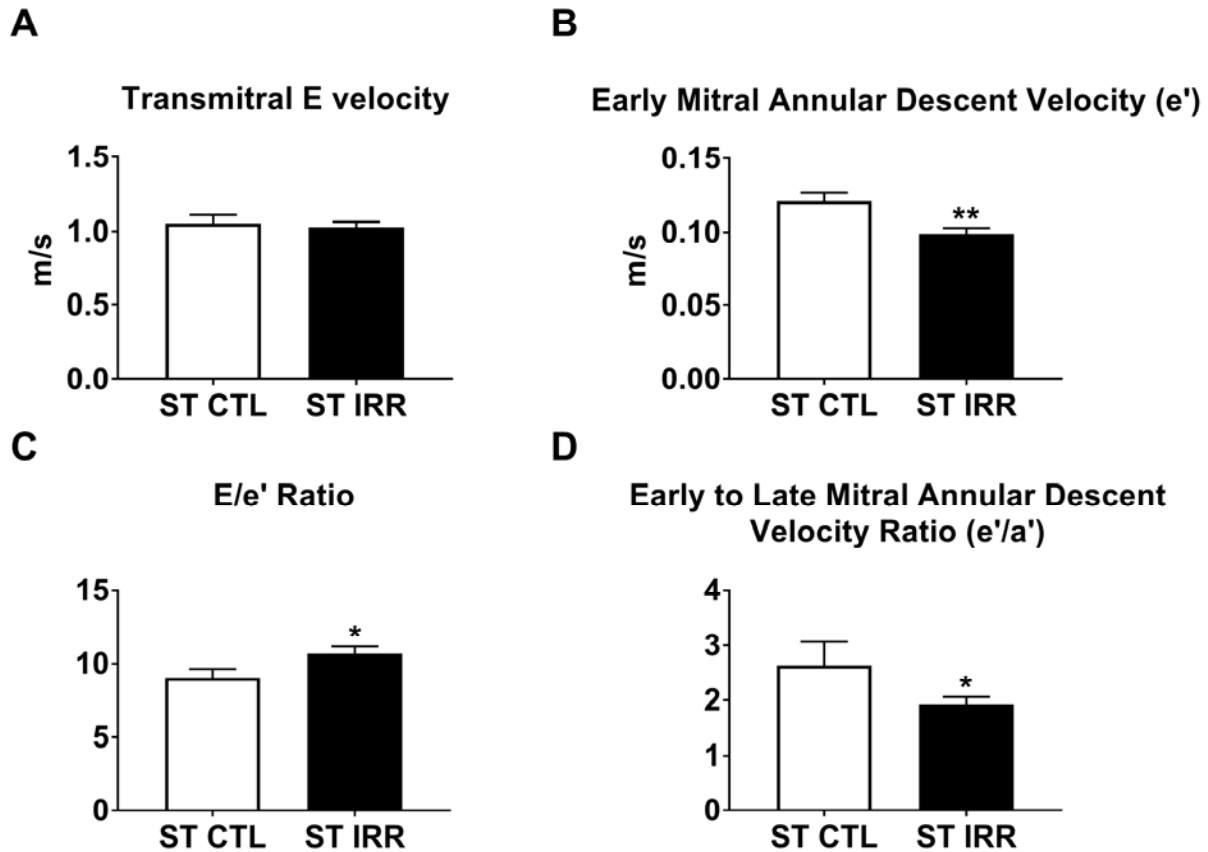 A
Transmitral E velocity
1.5
1.0
0.5
0.0
m/s
ST CTL
ST IRR
B
Early Mitral Annular Descent Velocity (e')
0.15
0.10
0.05
0.00
m/s
**
ST CTL
ST IRR
C
E/e' Ratio
15
10
5
0
*
ST CTL
ST IRR
D
Early to Late Mitral Annular Descent
Velocity Ratio (e'/a')
4
3
2
1
0
*
ST CTL
ST IRR